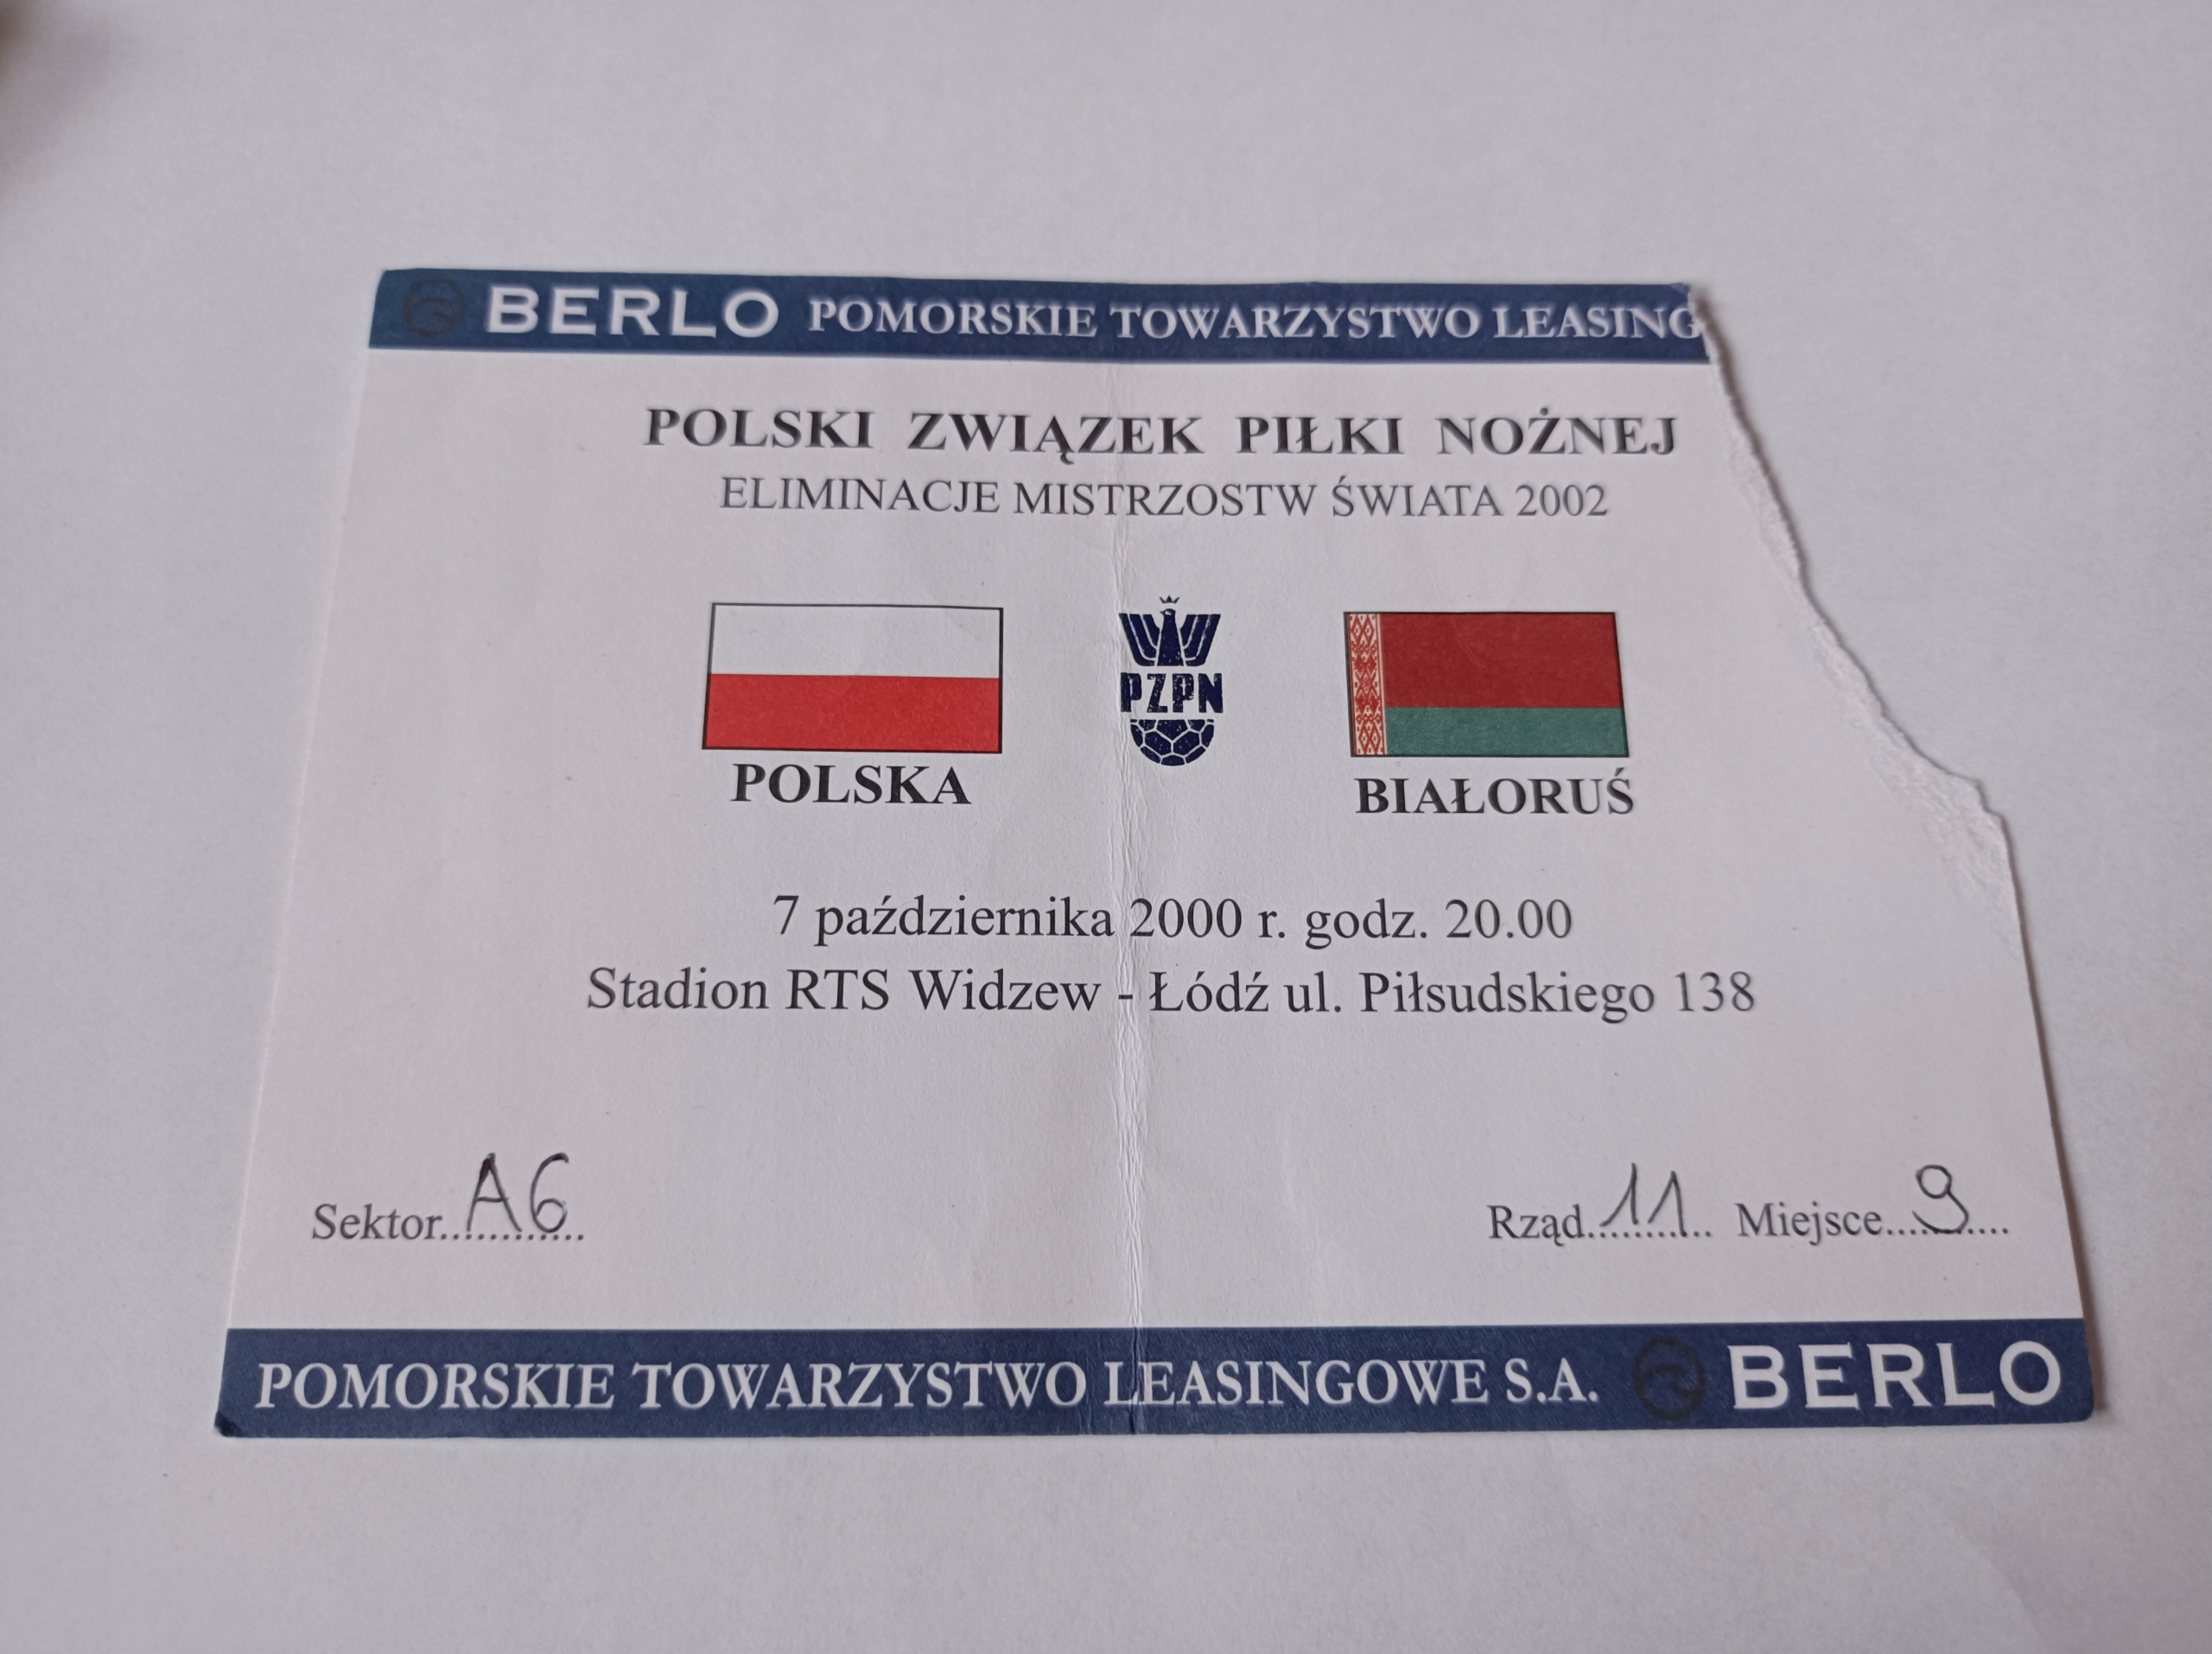 BERLO POMORSKIE TOWARZYSTWO LEASING
POLSKI ZWIĄZEK PIŁKI NOŻNEJ
ELIMINACJE MISTRZOSTW ŚWIATA 2002
PZPN
POLSKA BIAŁORUŚ
7 października 2000 r. godz. 20.00
Stadion RTS Widzew - Łódź ul. Piłsudskiego 138
Sektor..A6.. Rząd..11.. Miejsce...9...
POMORSKIE TOWARZYSTWO LEASINGOWE S.A. BERLO